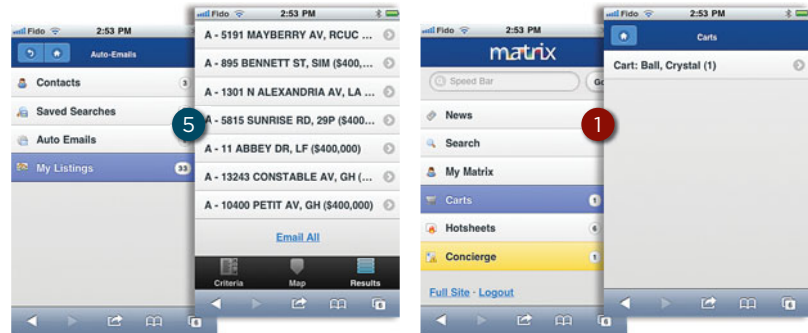 Fido 2:53 PM
Auto-Emails
Contacts 3
Saved Searches
Auto Emails
My Listings 33
6
5
Fido 2:53 PM
A - 5191 MAYBERRY AV, RCUC ...
A - 895 BENNETT ST, SIM ($400,...
A - 1301 N ALEXANDRIA AV, LA ...
A - 5815 SUNRISE RD, 29P ($400...
A - 11 ABBEY DR, LF ($400,000)
A - 13243 CONSTABLE AV, GH (...
A - 10400 PETIT AV, GH ($400,000)
Email All
Criteria Map Results
6
Fido 2:53 PM
matrix
Speed Bar Go
News
Search
My Matrix
Carts 1
Hotsheets 6
Concierge 1
Full Site · Logout
6
1
Fido 2:53 PM
Carts
Cart: Ball, Crystal (1)
6